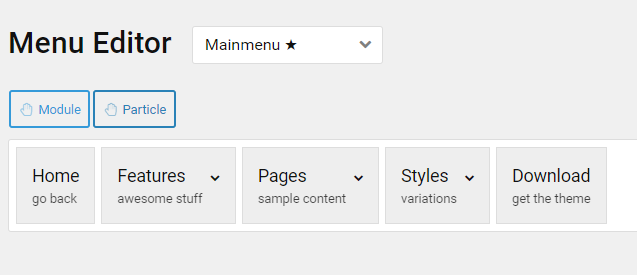 Menu Editor Mainmenu ★
Module Particle
Home Features Pages Styles Download
go back awesome stuff sample content variations get the theme